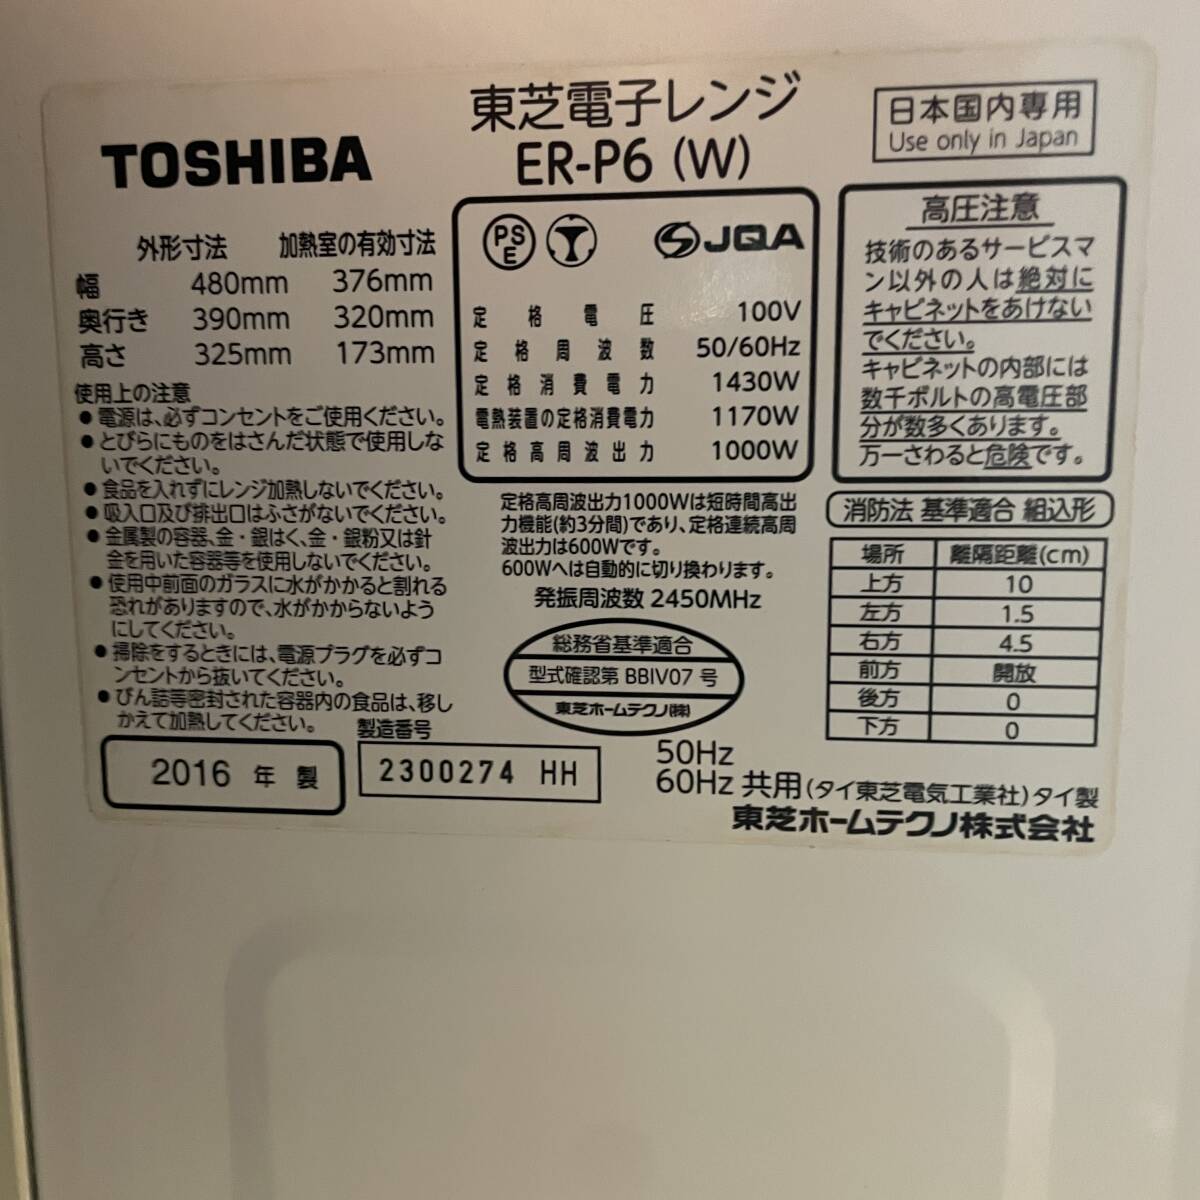 東芝電子レンジ
ER-P6 (W)
TOSHIBA
日本国内専用
Use only in Japan
外形寸法 加熱室の有効寸法
幅 480mm 376mm
奥行き 390mm 320mm
高さ 325mm 173mm
使用上の注意
●電源は、必ずコンセントをご使用ください。
●とびらにものをはさんだ状態で使用しな
いでください。
●食品を入れずにレンジ加熱しないでください。
●吸入口及び排出口はふさがないでください。
●金属製の容器、金・銀はく、金・銀粉又は針
金を用いた容器等を使用しないでください。
●使用中前面のガラスに水がかかると割れる
恐れがありますので、水がかからないよう
にしてください。
●掃除をするときには、電源プラグを必ずコ
ンセントから抜いてください。
●びん詰等密封された容器内の食品は、移し
かえて加熱してください。
PS
E
JQA
定格電圧 100V
定格周波数 50/60Hz
定格消費電力 1430W
電熱装置の定格消費電力 1170W
定格高周波出力 1000W
定格高周波出力1000Wは短時間高出
力機能(約3分間)であり、定格連続高周
波出力は600Wです。
600Wへは自動的に切り換わります。
発振周波数 2450MHz
総務省基準適合
型式確認第 BBIV07 号
東芝ホームテクノ(株)
高圧注意
技術のあるサービスマ
ン以外の人は絶対に
キャビネットをあけない
でください。
キャビネットの内部には
数千ボルトの高電圧部
分が数多くあります。
万一さわると危険です。
消防法 基準適合 組込形
場所 離隔距離(cm)
上方 10
左方 1.5
右方 4.5
前方 開放
後方 0
下方 0
2016 年 製
製造番号
2300274 HH
50Hz
60Hz 共用 (タイ東芝電気工業社)タイ製
東芝ホームテクノ株式会社